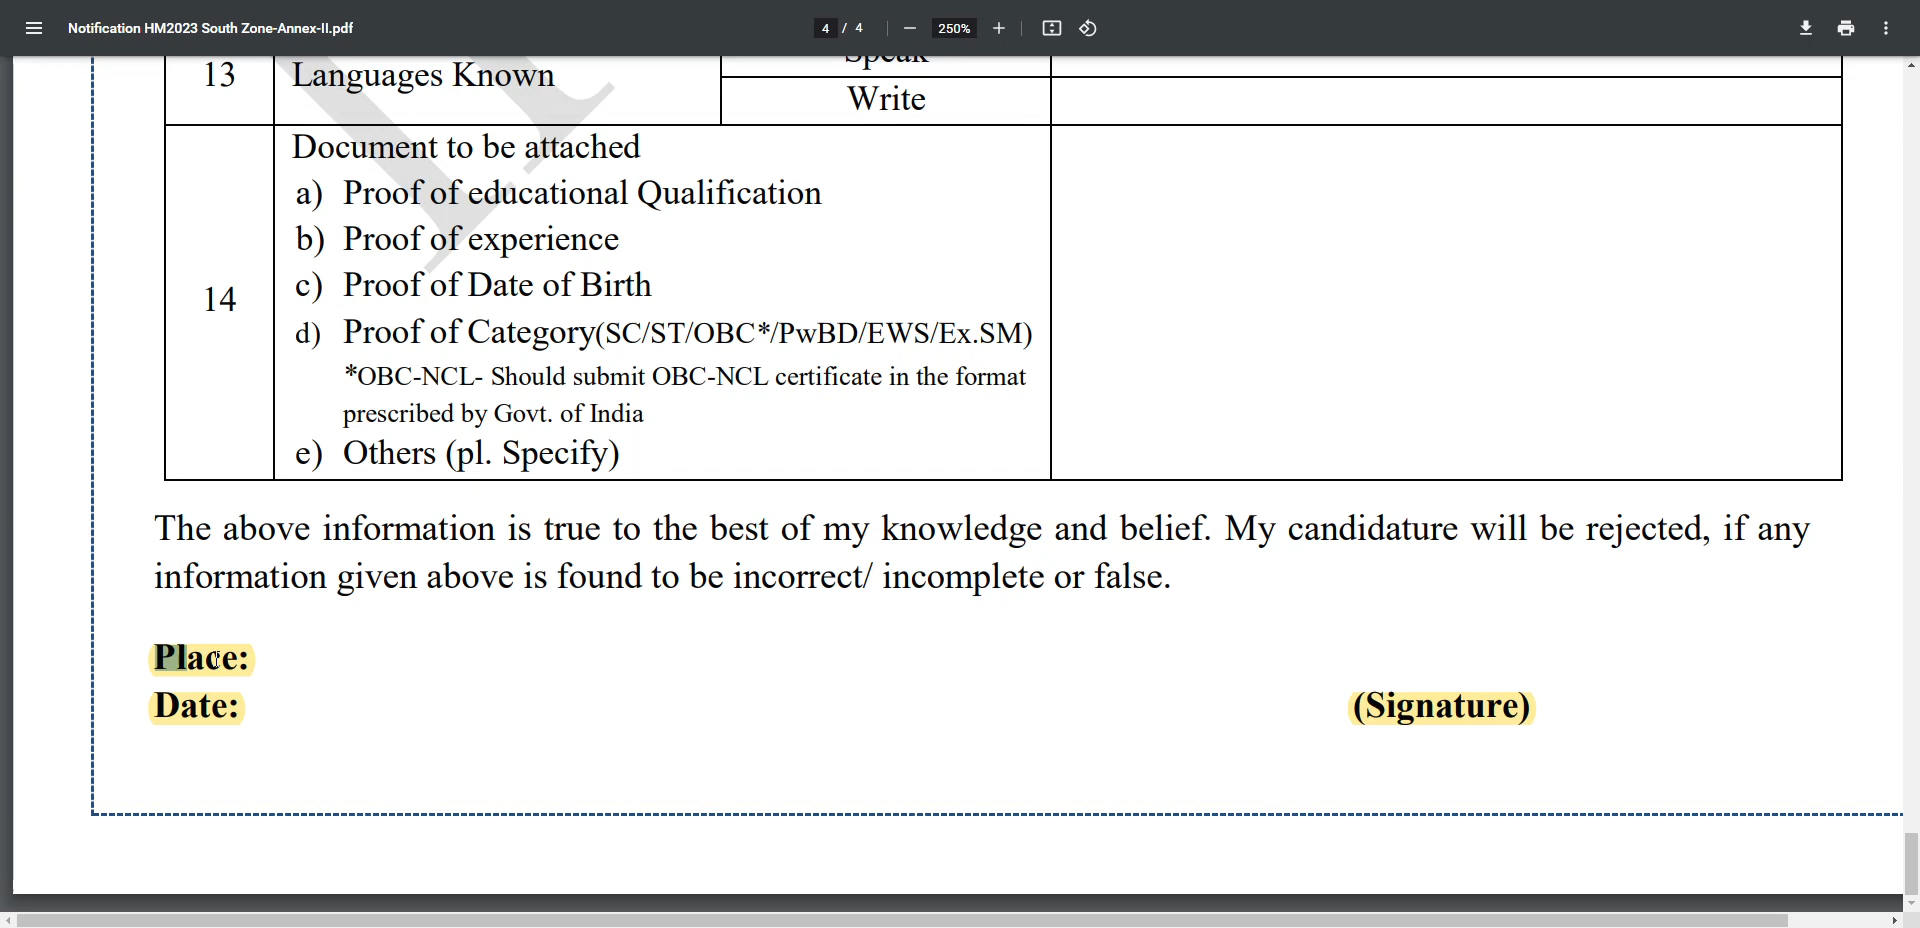 Notification HM2023 South Zone-Annex-II.pdf
4 / 4
250%
Speak
13
Languages Known
Write
Document to be attached
a) Proof of educational Qualification
b) Proof of experience
c) Proof of Date of Birth
14
d) Proof of Category(SC/ST/OBC*/PwBD/EWS/Ex.SM)
*OBC-NCL- Should submit OBC-NCL certificate in the format
prescribed by Govt. of India
e) Others (pl. Specify)
The above information is true to the best of my knowledge and belief. My candidature will be rejected, if any
information given above is found to be incorrect/ incomplete or false.
Place:
Date:
(Signature)